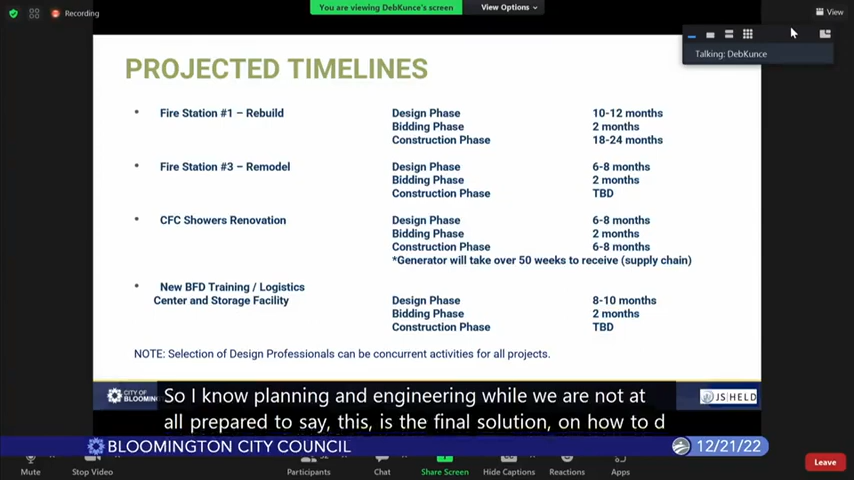 Recording
You are viewing DebKunce's screen
View Options
View
Talking: DebKunce
PROJECTED TIMELINES
• Fire Station #1 – Rebuild Design Phase 10-12 months
Bidding Phase 2 months
Construction Phase 18-24 months
• Fire Station #3 – Remodel Design Phase 6-8 months
Bidding Phase 2 months
Construction Phase TBD
• CFC Showers Renovation Design Phase 6-8 months
Bidding Phase 2 months
Construction Phase 6-8 months
*Generator will take over 50 weeks to receive (supply chain)
• New BFD Training / Logistics
Center and Storage Facility Design Phase 8-10 months
Bidding Phase 2 months
Construction Phase TBD
NOTE: Selection of Design Professionals can be concurrent activities for all projects.
CITY OF
So I know planning and engineering while we are not at
all prepared to say, this, is the final solution, on how to d
JS|HELD
BLOOMINGTON CITY COUNCIL 12/21/22
Mute Stop Video Participants Chat Share Screen Hide Captions Reactions Apps Leave